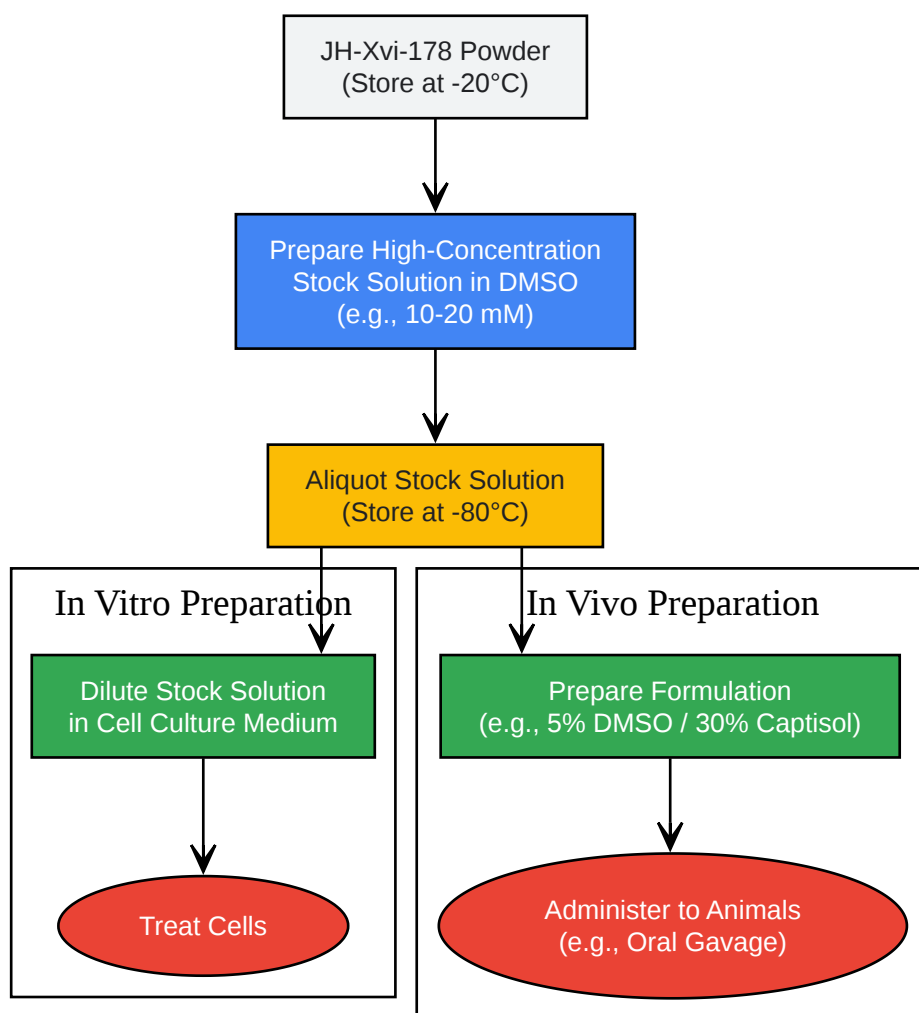 JH-Xvi-178 Powder
(Store at -20°C)
Prepare High-Concentration
Stock Solution in DMSO
(e.g., 10-20 mM)
Aliquot Stock Solution
(Store at -80°C)
In Vitro Preparation
Dilute Stock Solution
in Cell Culture Medium
Treat Cells
In Vivo Preparation
Prepare Formulation
(e.g., 5% DMSO / 30% Captisol)
Administer to Animals
(e.g., Oral Gavage)